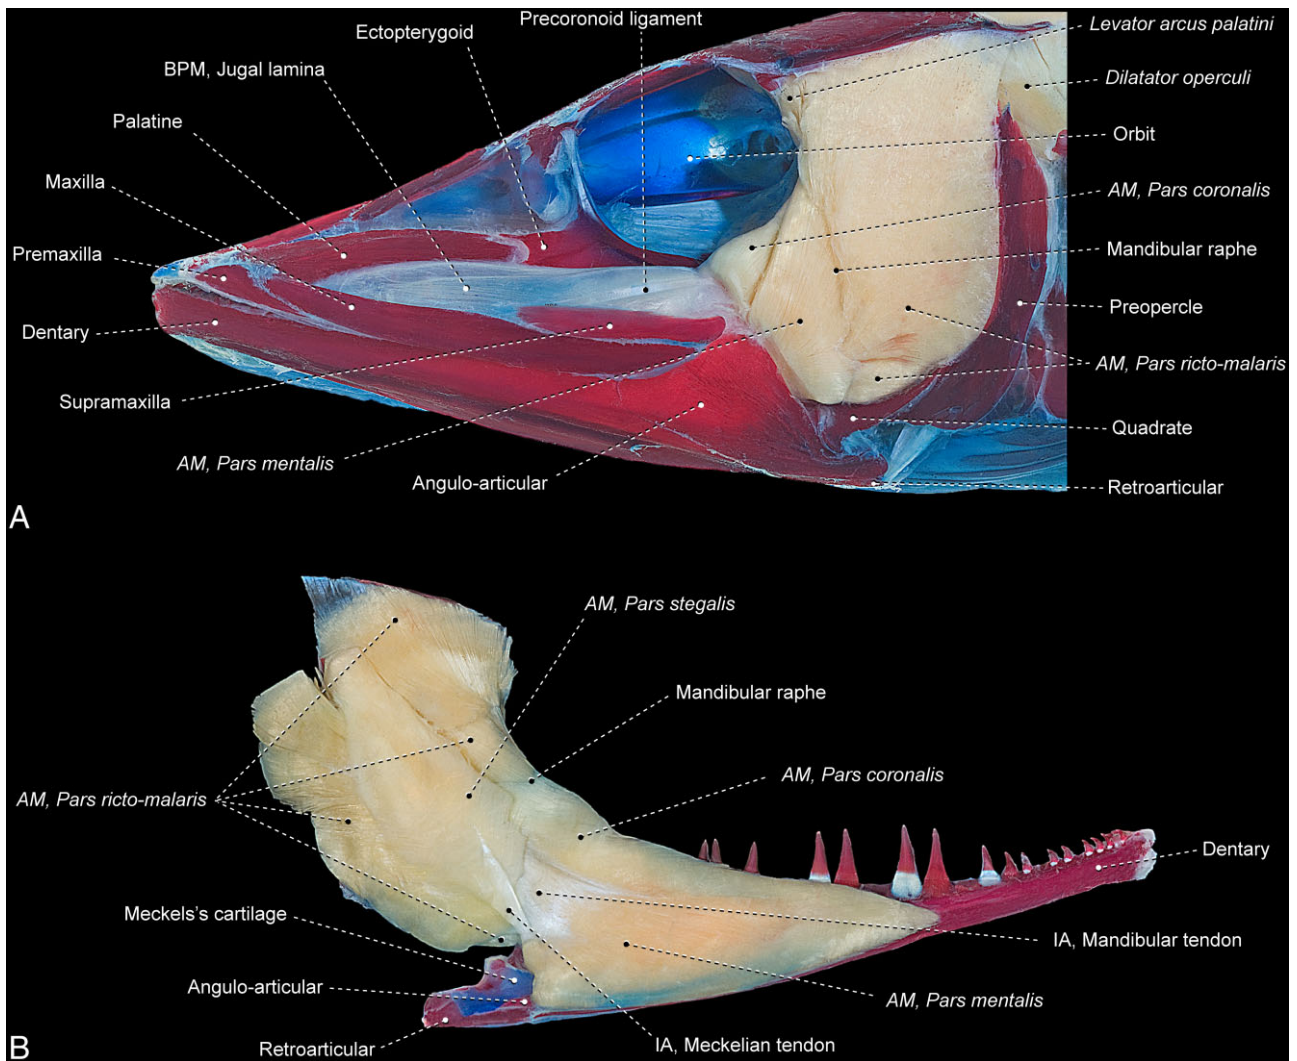 Precoronoid ligament
Levator arcus palatini
Ectopterygoid
BPM, Jugal lamina
Dilatator operculi
Palatine
Orbit
Maxilla
AM, Pars coronalis
Premaxilla
Mandibular raphe
Dentary
Preopercle
AM, Pars ricto-malaris
Supramaxilla
Quadrate
AM, Pars mentalis
Angulo-articular
Retroarticular
A
AM, Pars stegalis
Mandibular raphe
AM, Pars coronalis
AM, Pars ricto-malaris
Dentary
Meckels's cartilage
IA, Mandibular tendon
Angulo-articular
AM, Pars mentalis
Retroarticular
IA, Meckelian tendon
B